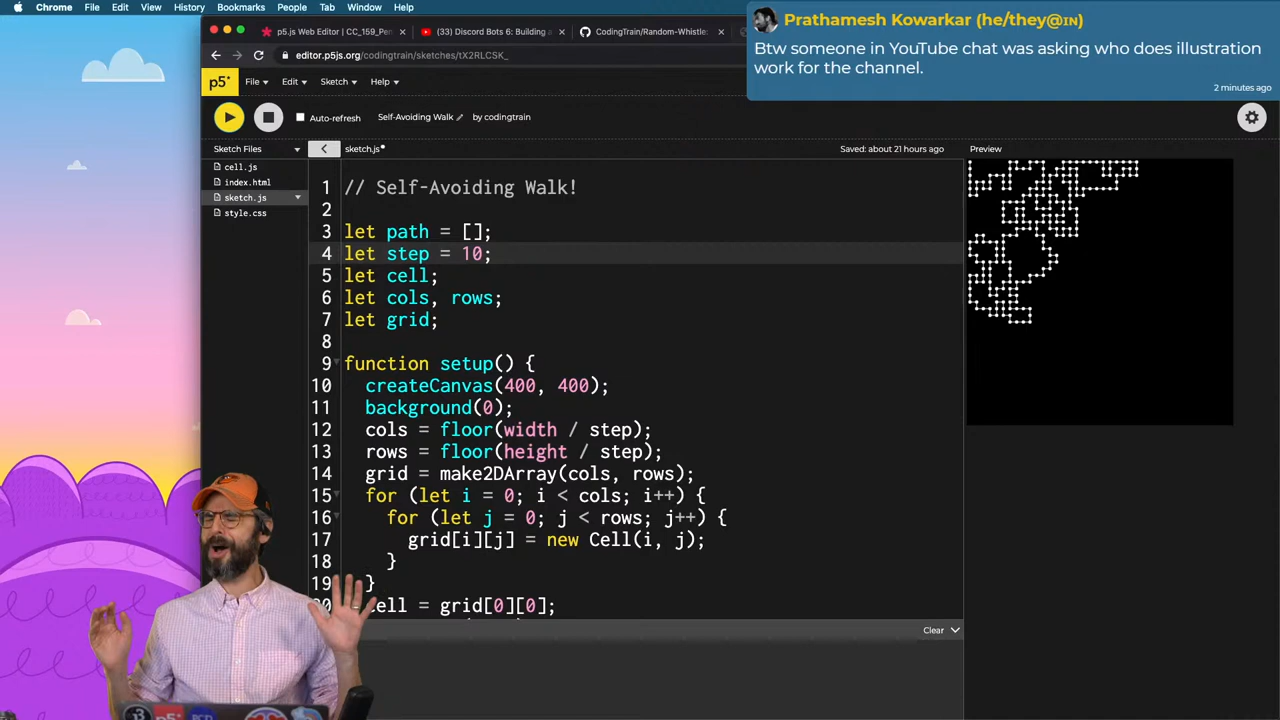 Chrome File Edit View History Bookmarks People Tab Window Help
Prathamesh Kowarkar (he/they@IN)
Btw someone in YouTube chat was asking who does illustration
work for the channel.
2 minutes ago
p5.js Web Editor | CC_159_Pen
(33) Discord Bots 6: Building a
CodingTrain/Random-Whistle:
editor.p5js.org/codingtrain/sketches/tX2RLCSK_
p5* File Edit Sketch Help
Auto-refresh Self-Avoiding Walk by codingtrain
Sketch Files sketch.js Saved: about 21 hours ago Preview
cell.js
index.html
sketch.js
style.css
1 // Self-Avoiding Walk!
2
3 let path = [];
4 let step = 10;
5 let cell;
6 let cols, rows;
7 let grid;
8
9 function setup() {
10 createCanvas(400, 400);
11 background(0);
12 cols = floor(width / step);
13 rows = floor(height / step);
14 grid = make2DArray(cols, rows);
15 for (let i = 0; i < cols; i++) {
16 for (let j = 0; j < rows; j++) {
17 grid[i][j] = new Cell(i, j);
18 }
19 }
cell = grid[0][0];
Clear